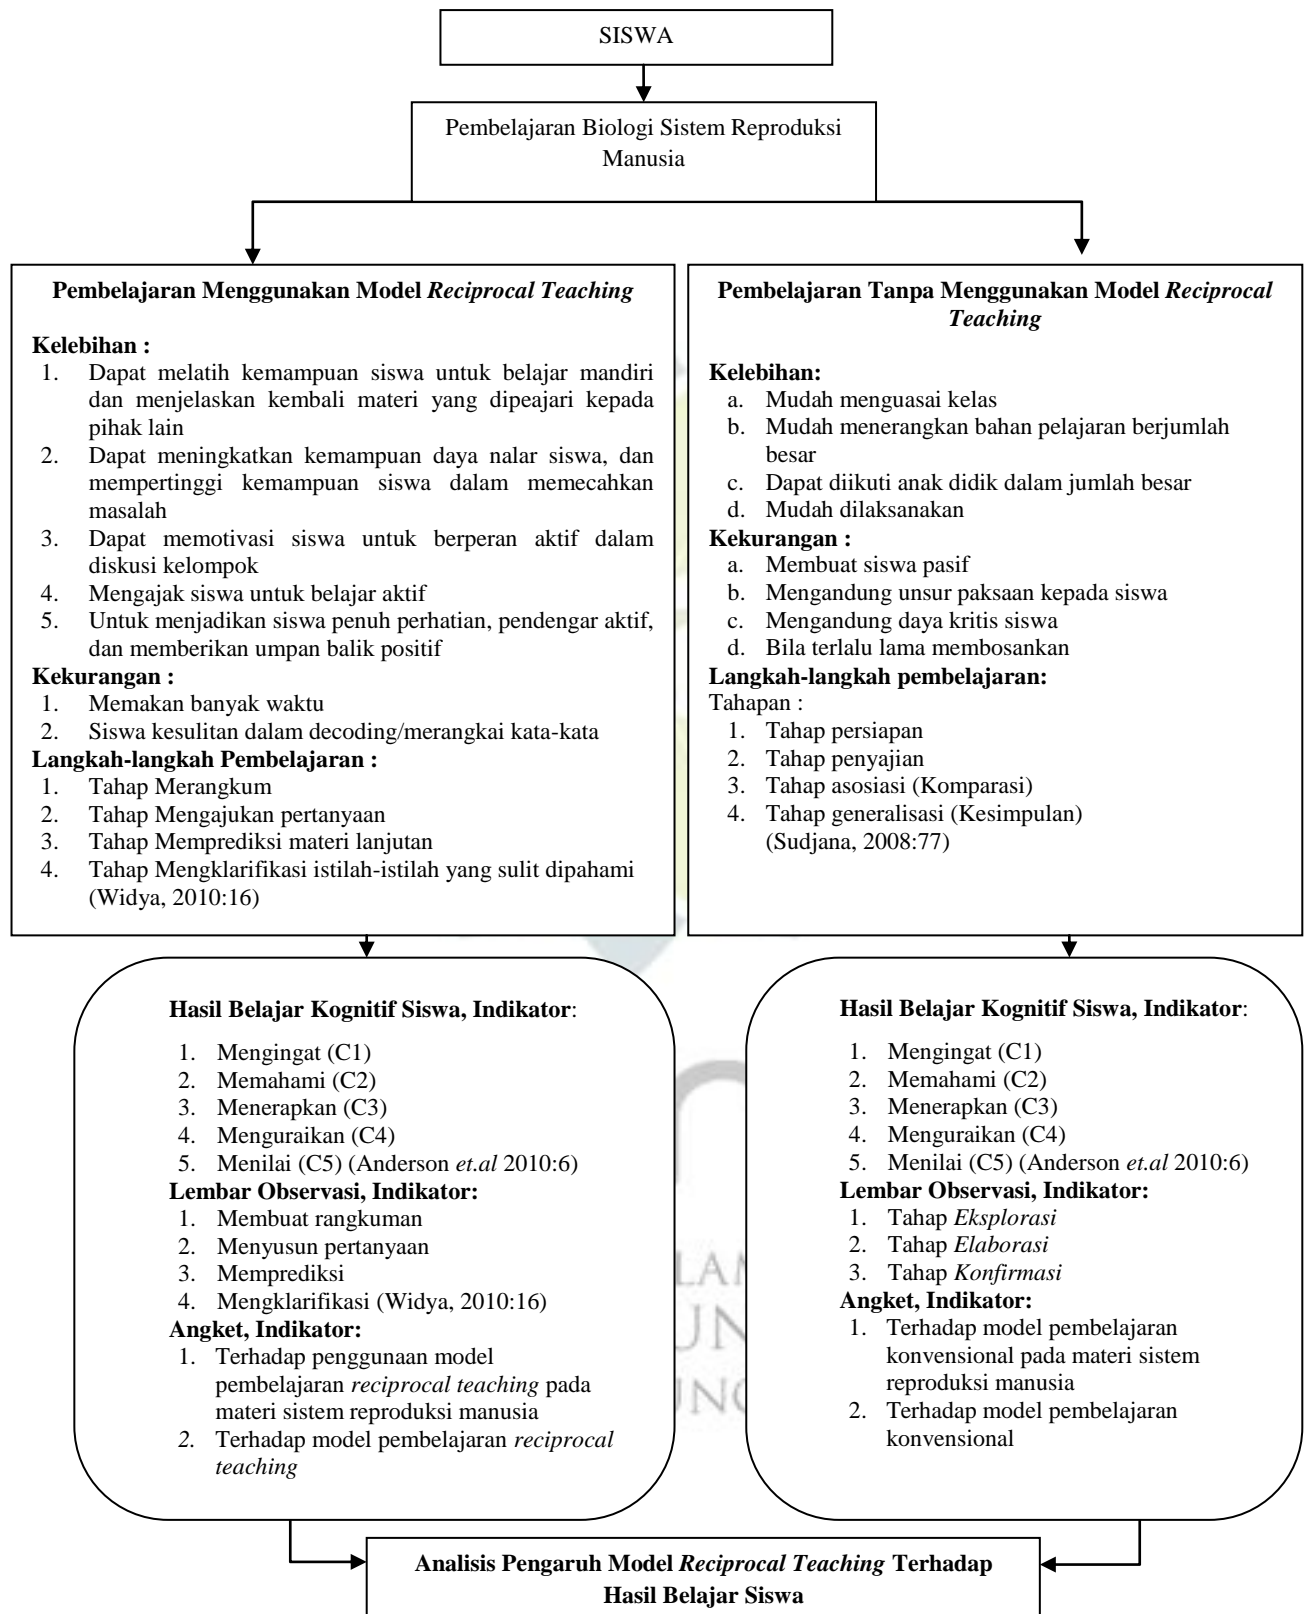 SISWA
Pembelajaran Biologi Sistem Reproduksi
Manusia
Pembelajaran Menggunakan Model Reciprocal Teaching
Kelebihan :
1. Dapat melatih kemampuan siswa untuk belajar mandiri
dan menjelaskan kembali materi yang dipeajari kepada
pihak lain
2. Dapat meningkatkan kemampuan daya nalar siswa, dan
mempertinggi kemampuan siswa dalam memecahkan
masalah
3. Dapat memotivasi siswa untuk berperan aktif dalam
diskusi kelompok
4. Mengajak siswa untuk belajar aktif
5. Untuk menjadikan siswa penuh perhatian, pendengar aktif,
dan memberikan umpan balik positif
Kekurangan :
1. Memakan banyak waktu
2. Siswa kesulitan dalam decoding/merangkai kata-kata
Langkah-langkah Pembelajaran :
1. Tahap Merangkum
2. Tahap Mengajukan pertanyaan
3. Tahap Memprediksi materi lanjutan
4. Tahap Mengklarifikasi istilah-istilah yang sulit dipahami
(Widya, 2010:16)
Pembelajaran Tanpa Menggunakan Model Reciprocal
Teaching
Kelebihan:
a. Mudah menguasai kelas
b. Mudah menerangkan bahan pelajaran berjumlah
besar
c. Dapat diikuti anak didik dalam jumlah besar
d. Mudah dilaksanakan
Kekurangan :
a. Membuat siswa pasif
b. Mengandung unsur paksaan kepada siswa
c. Mengandung daya kritis siswa
d. Bila terlalu lama membosankan
Langkah-langkah pembelajaran:
Tahapan :
1. Tahap persiapan
2. Tahap penyajian
3. Tahap asosiasi (Komparasi)
4. Tahap generalisasi (Kesimpulan)
(Sudjana, 2008:77)
Hasil Belajar Kognitif Siswa, Indikator:
1. Mengingat (C1)
2. Memahami (C2)
3. Menerapkan (C3)
4. Menguraikan (C4)
5. Menilai (C5) (Anderson et.al 2010:6)
Lembar Observasi, Indikator:
1. Membuat rangkuman
2. Menyusun pertanyaan
3. Memprediksi
4. Mengklarifikasi (Widya, 2010:16)
Angket, Indikator:
1. Terhadap penggunaan model
pembelajaran reciprocal teaching pada
materi sistem reproduksi manusia
2. Terhadap model pembelajaran reciprocal
teaching
Hasil Belajar Kognitif Siswa, Indikator:
1. Mengingat (C1)
2. Memahami (C2)
3. Menerapkan (C3)
4. Menguraikan (C4)
5. Menilai (C5) (Anderson et.al 2010:6)
Lembar Observasi, Indikator:
1. Tahap Eksplorasi
2. Tahap Elaborasi
3. Tahap Konfirmasi
Angket, Indikator:
1. Terhadap model pembelajaran
konvensional pada materi sistem
reproduksi manusia
2. Terhadap model pembelajaran
konvensional
Analisis Pengaruh Model Reciprocal Teaching Terhadap
Hasil Belajar Siswa